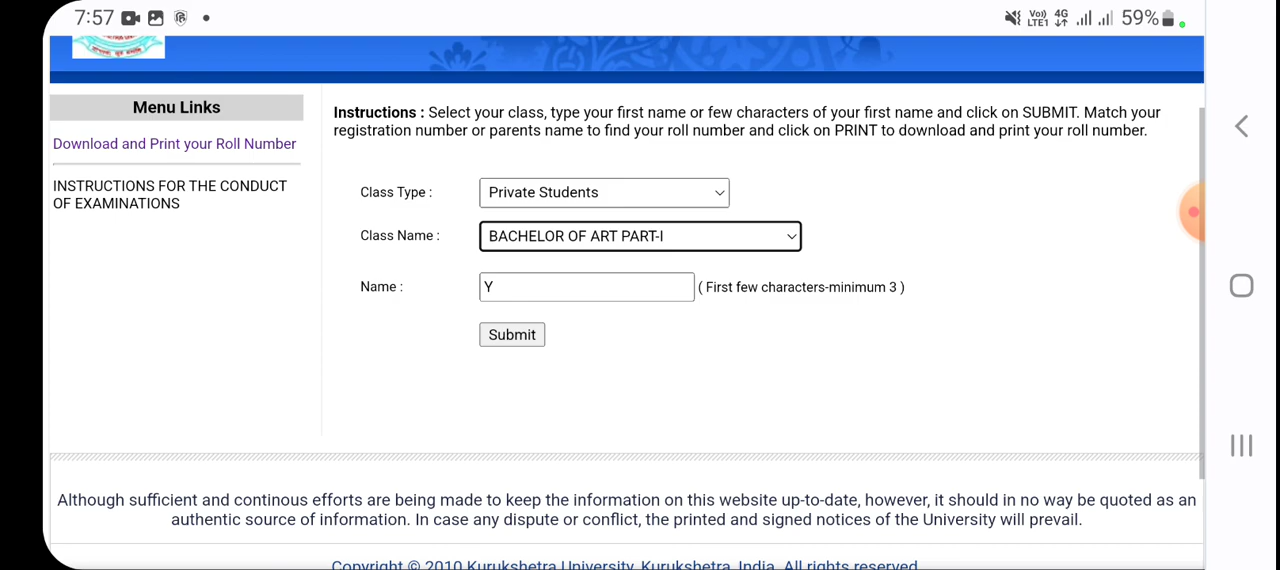 7:57
Vo)) 4G
LTE1
59%
Menu Links
Download and Print your Roll Number
INSTRUCTIONS FOR THE CONDUCT
OF EXAMINATIONS
Instructions : Select your class, type your first name or few characters of your first name and click on SUBMIT. Match your
registration number or parents name to find your roll number and click on PRINT to download and print your roll number.
Class Type : Private Students
Class Name : BACHELOR OF ART PART-I
Name : Y ( First few characters-minimum 3 )
Submit
Although sufficient and continous efforts are being made to keep the information on this website up-to-date, however, it should in no way be quoted as an
authentic source of information. In case any dispute or conflict, the printed and signed notices of the University will prevail.
Copyright © 2010 Kurukshetra University, Kurukshetra, India. All rights reserved.